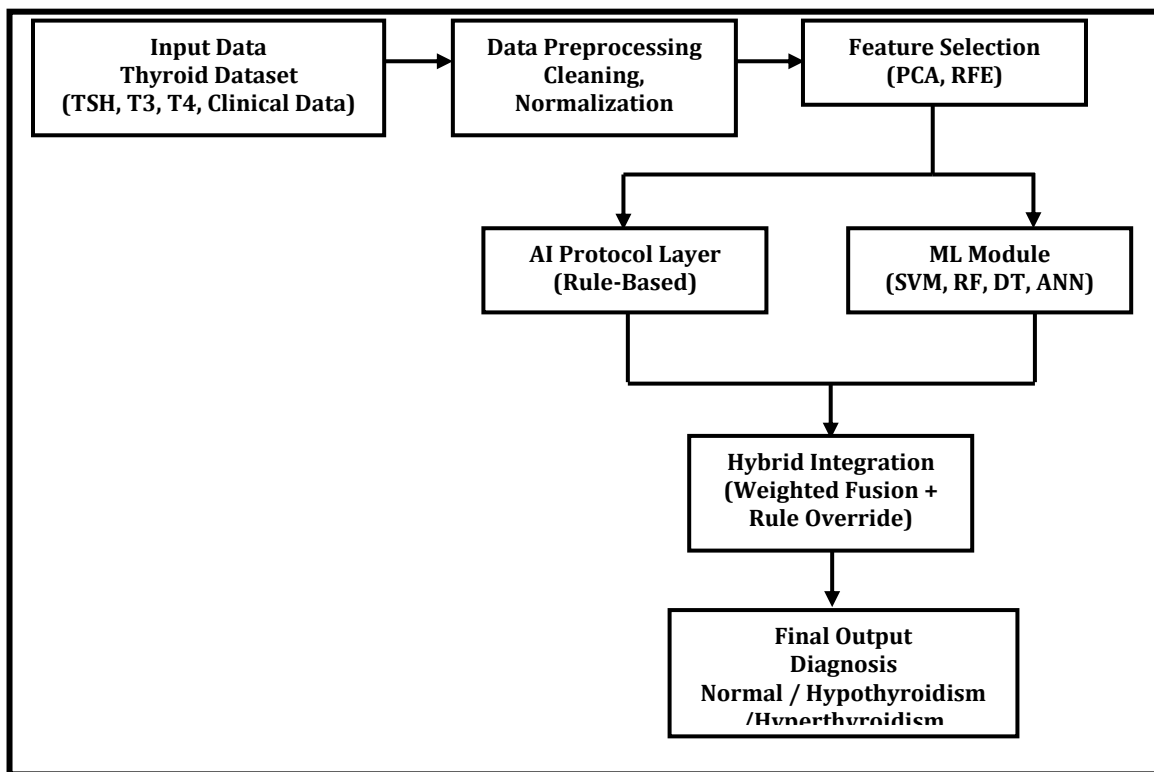 Input Data
Thyroid Dataset
(TSH, T3, T4, Clinical Data)
Data Preprocessing
Cleaning,
Normalization
Feature Selection
(PCA, RFE)
AI Protocol Layer
(Rule-Based)
ML Module
(SVM, RF, DT, ANN)
Hybrid Integration
(Weighted Fusion +
Rule Override)
Final Output
Diagnosis
Normal / Hypothyroidism
/Hyperthyroidism